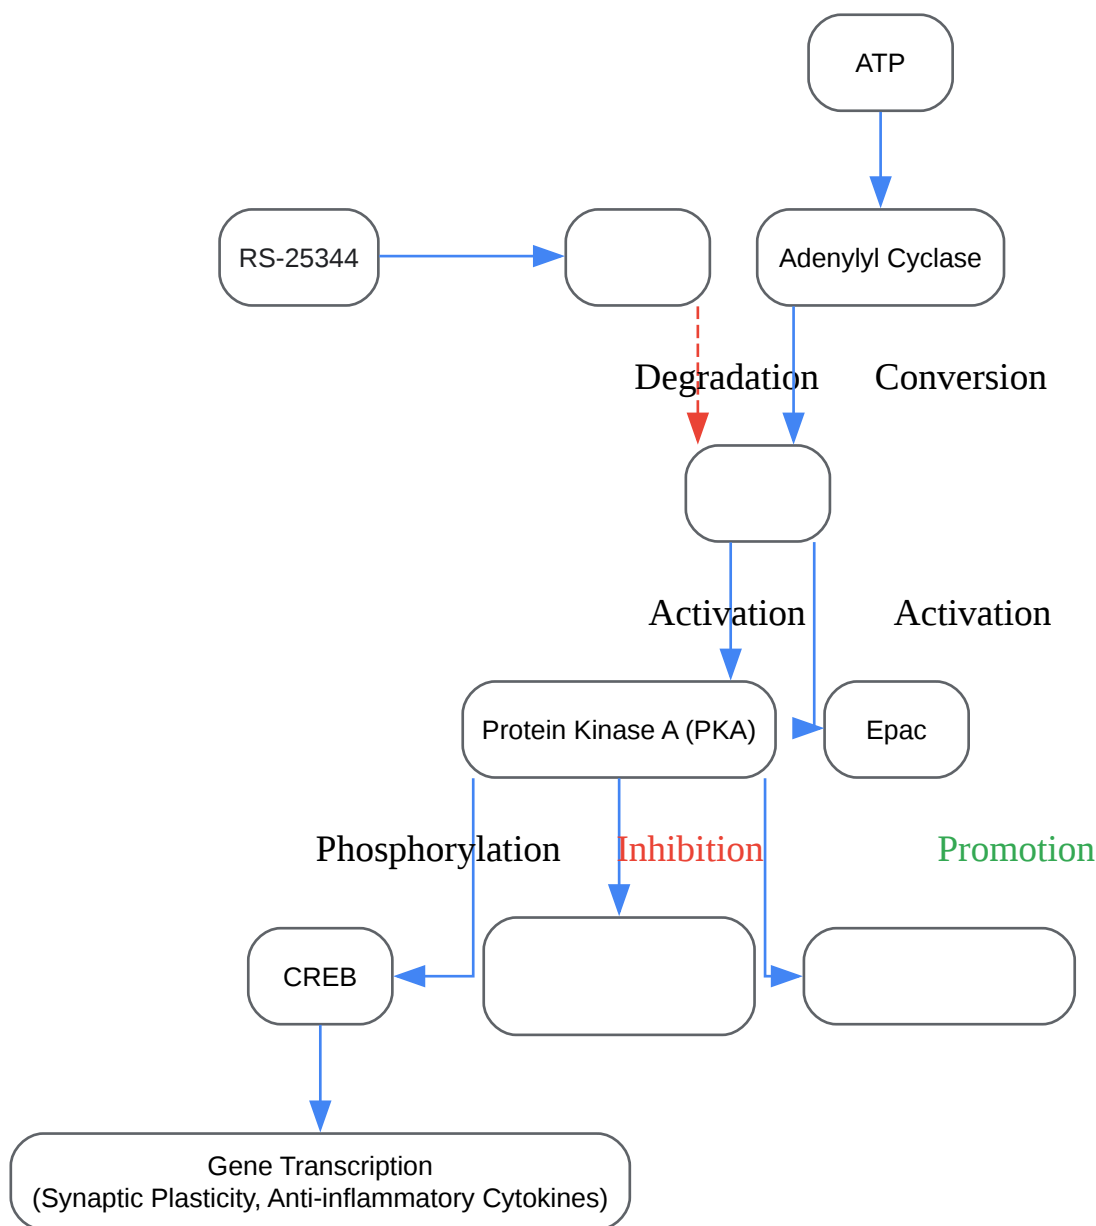 ATP
RS-25344
Adenylyl Cyclase
Degradation
Conversion
Activation
Activation
Protein Kinase A (PKA)
Epac
Phosphorylation
Inhibition
Promotion
CREB
Gene Transcription
(Synaptic Plasticity, Anti-inflammatory Cytokines)